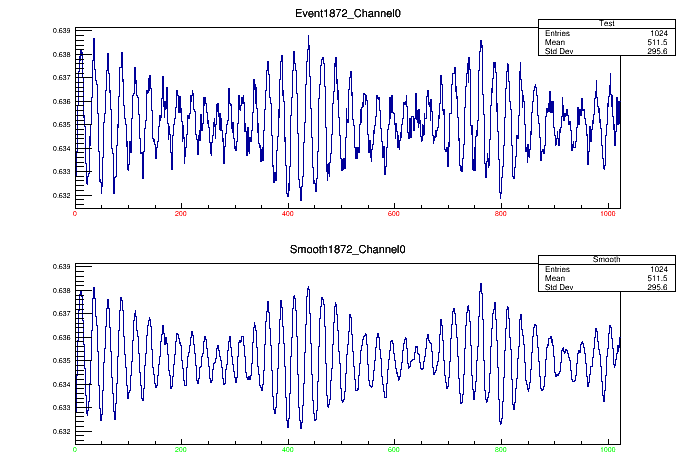 Event1872_Channel0
Test
Entries 1024
Mean 511.5
Std Dev 295.6
0.639
0.638
0.637
0.636
0.635
0.634
0.633
0.632
0 200 400 600 800 1000
Smooth1872_Channel0
Smooth
Entries 1024
Mean 511.5
Std Dev 295.6
0.639
0.638
0.637
0.636
0.635
0.634
0.633
0.632
0 200 400 600 800 1000